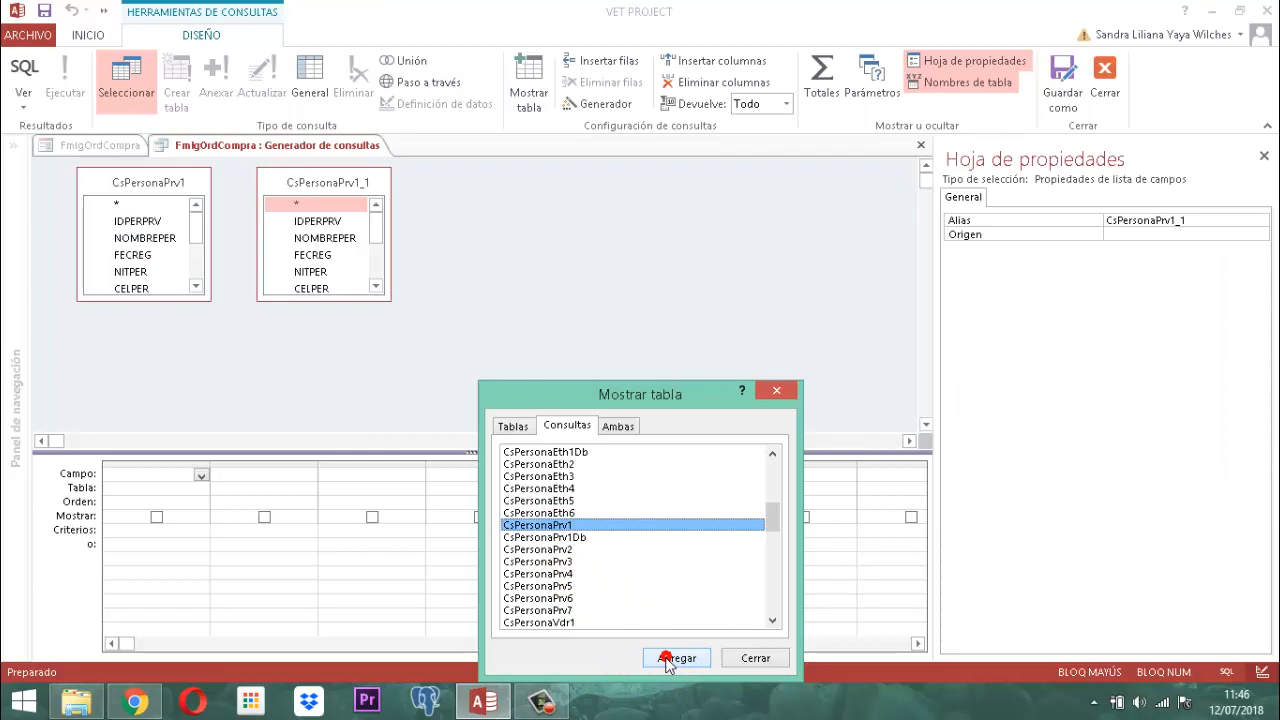 HERRAMIENTAS DE CONSULTAS
VET PROJECT
ARCHIVO
INICIO
DISEÑO
Sandra Liliana Yaya Wilches
SQL
Ver
Ejecutar
Seleccionar
Crear tabla
Anexar
Actualizar
General
Eliminar
Unión
Paso a través
Definición de datos
Mostrar tabla
Insertar filas
Eliminar filas
Generador
Insertar columnas
Eliminar columnas
Devuelve: Todo
Totales
Parámetros
Hoja de propiedades
Nombres de tabla
Guardar como
Cerrar
Resultados
Tipo de consulta
Configuración de consultas
Mostrar u ocultar
Cerrar
FmIgOrdCompra
FmIgOrdCompra : Generador de consultas
CsPersonaPrv1
*
IDPERPRV
NOMBREPER
FECREG
NITPER
CELPER
CsPersonaPrv1_1
*
IDPERPRV
NOMBREPER
FECREG
NITPER
CELPER
Hoja de propiedades
Tipo de selección: Propiedades de lista de campos
General
Alias CsPersonaPrv1_1
Origen
Panel de navegación
Campo:
Tabla:
Orden:
Mostrar:
Criterios:
o:
Mostrar tabla
?
Tablas
Consultas
Ambas
CsPersonaEth1Db
CsPersonaEth2
CsPersonaEth3
CsPersonaEth4
CsPersonaEth5
CsPersonaEth6
CsPersonaPrv1
CsPersonaPrv1Db
CsPersonaPrv2
CsPersonaPrv3
CsPersonaPrv4
CsPersonaPrv5
CsPersonaPrv6
CsPersonaPrv7
CsPersonaVdr1
Agregar
Cerrar
Preparado
BLOQ MAYÚS
BLOQ NUM
SQL
Pr
11:46
12/07/2018